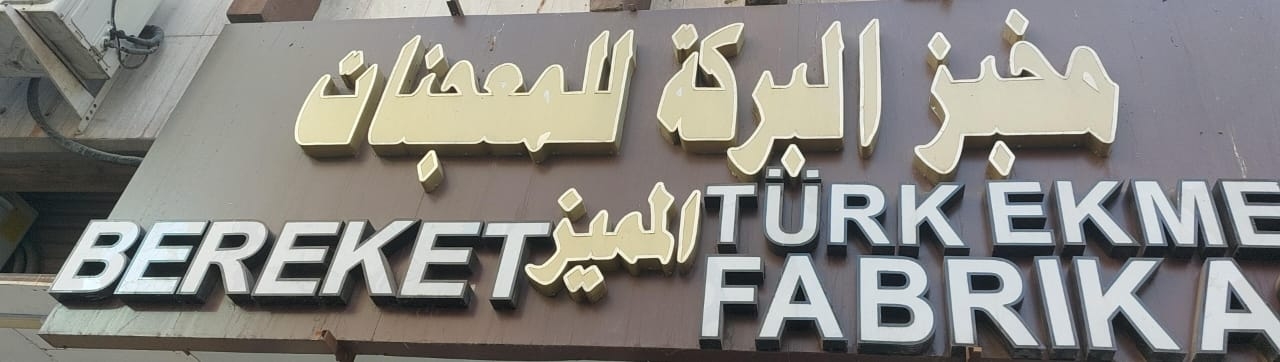 مخبز البركة للمعجنات
BEREKET المميز TÜRK EKME
FABRIKA